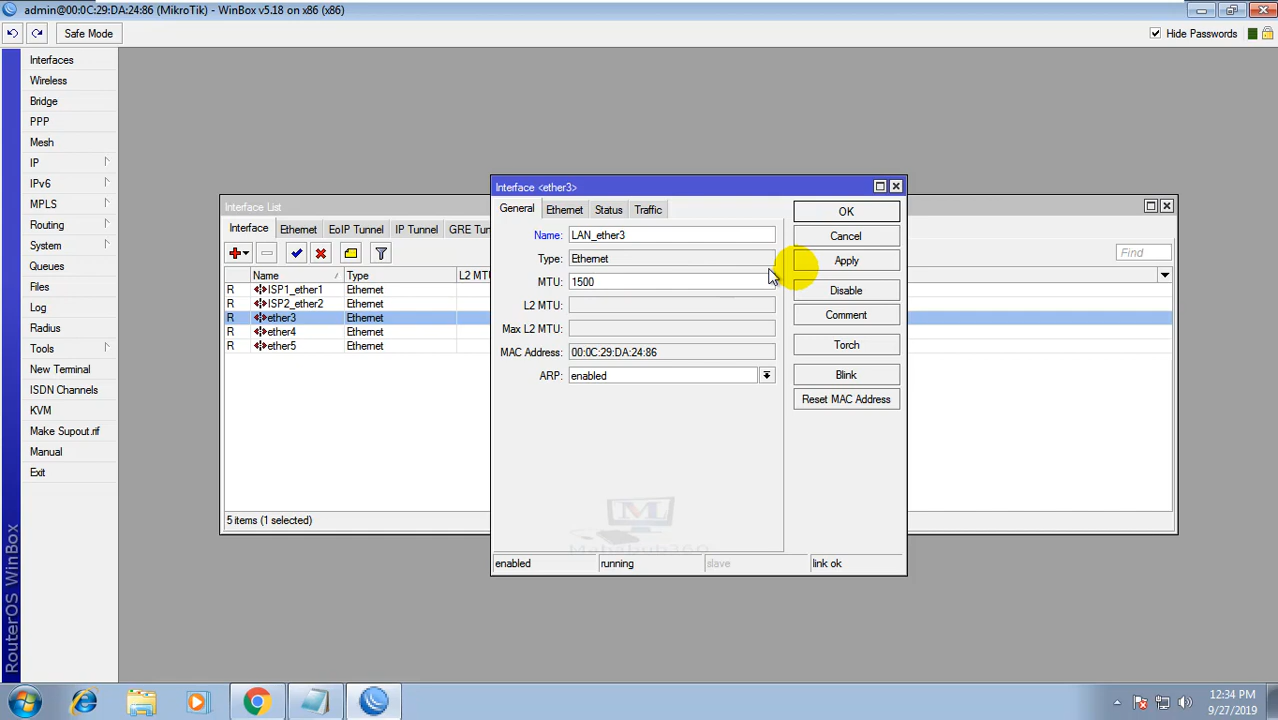 admin@00:0C:29:DA:24:86 (MikroTik) - WinBox v5.18 on x86 (x86)
Safe Mode
Hide Passwords
Interfaces
Wireless
Bridge
PPP
Mesh
IP
IPv6
MPLS
Routing
System
Queues
Files
Log
Radius
Tools
New Terminal
ISDN Channels
KVM
Make Supout.rif
Manual
Exit
RouterOS WinBox
Interface List
Interface Ethernet EoIP Tunnel IP Tunnel GRE Tun
Find
Name Type L2 MT
R ISP1_ether1 Ethernet
R ISP2_ether2 Ethernet
R ether3 Ethernet
R ether4 Ethernet
R ether5 Ethernet
5 items (1 selected)
Interface <ether3>
General Ethernet Status Traffic
Name: LAN_ether3
Type: Ethernet
MTU: 1500
L2 MTU:
Max L2 MTU:
MAC Address: 00:0C:29:DA:24:86
ARP: enabled
OK
Cancel
Apply
Disable
Comment
Torch
Blink
Reset MAC Address
enabled running slave link ok
12:34 PM
9/27/2019